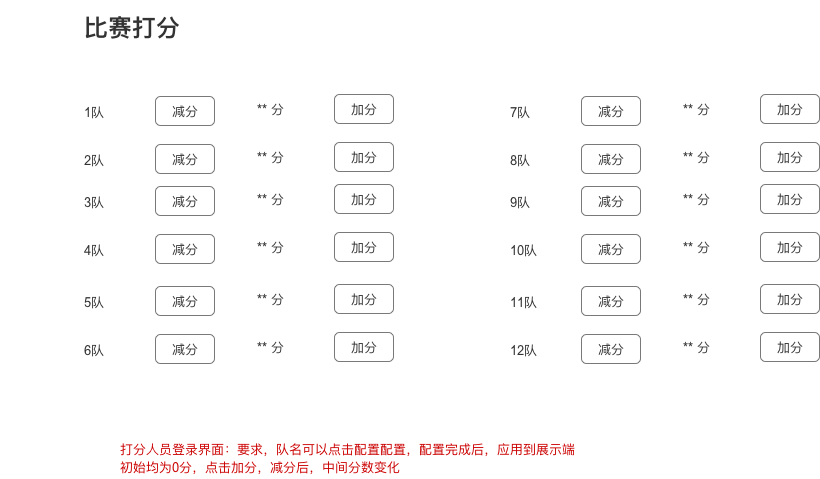 比赛打分
1队 减分 ** 分 加分 7队 减分 ** 分 加分
2队 减分 ** 分 加分 8队 减分 ** 分 加分
3队 减分 ** 分 加分 9队 减分 ** 分 加分
4队 减分 ** 分 加分 10队 减分 ** 分 加分
5队 减分 ** 分 加分 11队 减分 ** 分 加分
6队 减分 ** 分 加分 12队 减分 ** 分 加分
打分人员登录界面：要求，队名可以点击配置配置，配置完成后，应用到展示端
初始均为0分，点击加分，减分后，中间分数变化